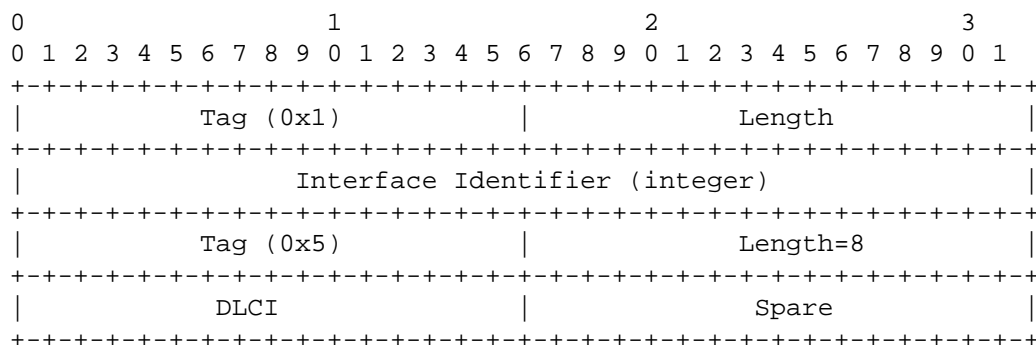 0                   1                   2                   3
0 1 2 3 4 5 6 7 8 9 0 1 2 3 4 5 6 7 8 9 0 1 2 3 4 5 6 7 8 9 0 1
+-+-+-+-+-+-+-+-+-+-+-+-+-+-+-+-+-+-+-+-+-+-+-+-+-+-+-+-+-+-+-+-+
|           Tag (0x1)           |             Length            |
+-+-+-+-+-+-+-+-+-+-+-+-+-+-+-+-+-+-+-+-+-+-+-+-+-+-+-+-+-+-+-+-+
|                 Interface Identifier (integer)                |
+-+-+-+-+-+-+-+-+-+-+-+-+-+-+-+-+-+-+-+-+-+-+-+-+-+-+-+-+-+-+-+-+
|           Tag (0x5)           |             Length=8          |
+-+-+-+-+-+-+-+-+-+-+-+-+-+-+-+-+-+-+-+-+-+-+-+-+-+-+-+-+-+-+-+-+
|            DLCI               |              Spare            |
+-+-+-+-+-+-+-+-+-+-+-+-+-+-+-+-+-+-+-+-+-+-+-+-+-+-+-+-+-+-+-+-+